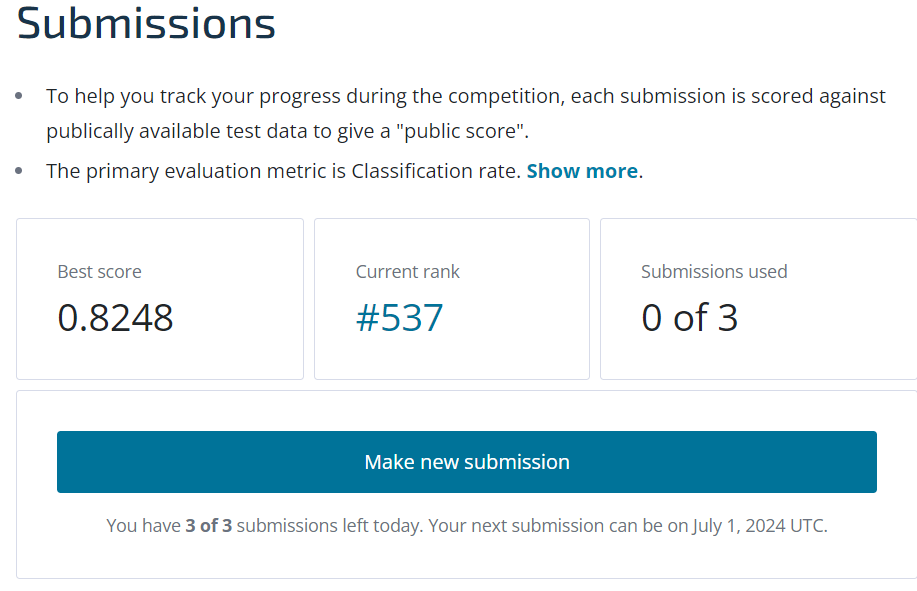 Submissions
To help you track your progress during the competition, each submission is scored against
publically available test data to give a "public score".
The primary evaluation metric is Classification rate. Show more.
Best score
0.8248
Current rank
#537
Submissions used
0 of 3
Make new submission
You have 3 of 3 submissions left today. Your next submission can be on July 1, 2024 UTC.